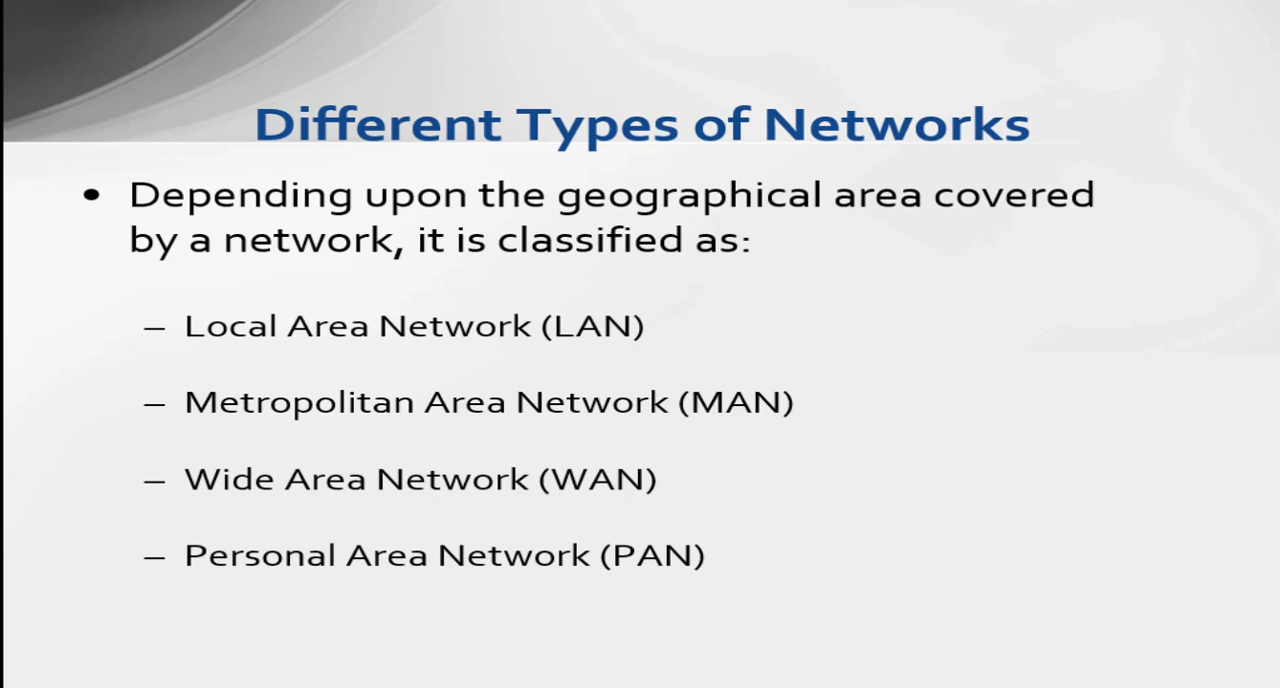 Different Types of Networks
• Depending upon the geographical area covered
by a network, it is classified as:
– Local Area Network (LAN)
– Metropolitan Area Network (MAN)
– Wide Area Network (WAN)
– Personal Area Network (PAN)